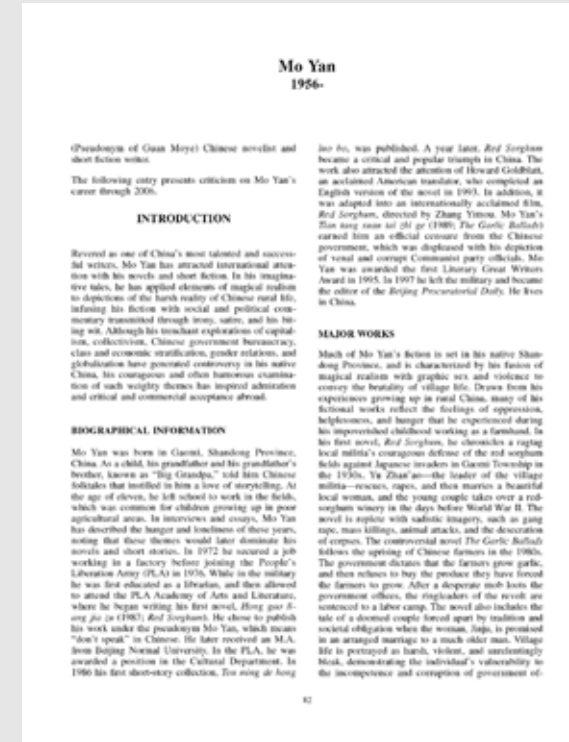 Mo Yan
1956-
(Pseudonym of Guan Moye) Chinese novelist and
short fiction writer.
The following entry presents criticism on Mo Yan's
career through 2006.
INTRODUCTION
Revered as one of China's most talented and success-
ful writers, Mo Yan has attracted international atten-
tion with his novels and short fiction. In his imagina-
tive tales, he has applied elements of magical realism
to depictions of the harsh reality of Chinese rural life,
infusing his fiction with social and political com-
mentary transmitted through irony, satire, and his bit-
ing wit. Although his trenchant explorations of capital-
ism, collectivism, Chinese government bureaucracy,
class and economic stratification, gender relations, and
globalization have generated controversy in his native
China, his courageous and often humorous examina-
tion of such weighty themes has inspired admiration
and critical and commercial acceptance abroad.
BIOGRAPHICAL INFORMATION
Mo Yan was born in Gaomi, Shandong Province,
China. As a child, his grandfather and his grandfather's
brother, known as "Big Grandpa," told him Chinese
folktales that instilled in him a love of storytelling. At
the age of eleven, he left school to work in the fields,
which was common for children growing up in poor
agricultural areas. In interviews and essays, Mo Yan
has described the hunger and loneliness of these years,
noting that these themes would later dominate his
novels and short stories. In 1972 he secured a job
working in a factory before joining the People's
Liberation Army (PLA) in 1976. While in the military
he was first educated as a librarian, and then allowed
to attend the PLA Academy of Arts and Literature,
where he began writing his first novel, Hong gao li-
ang jia zu (1987; Red Sorghum). He chose to publish
his work under the pseudonym Mo Yan, which means
"don't speak" in Chinese. He later received an M.A.
from Beijing Normal University. In the PLA, he was
awarded a position in the Cultural Department. In
1986 his first short-story collection, Tou ming de hong
luo bo, was published. A year later, Red Sorghum
became a critical and popular triumph in China. The
work also attracted the attention of Howard Goldblatt,
an acclaimed American translator, who completed an
English version of the novel in 1993. In addition, it
was adapted into an internationally acclaimed film,
Red Sorghum, directed by Zhang Yimou. Mo Yan's
Tian tang suan tai zhi ge (1989; The Garlic Ballads)
earned him an official censure from the Chinese
government, which was displeased with his depiction
of venal and corrupt Communist party officials. Mo
Yan was awarded the first Literary Great Writers
Award in 1995. In 1997 he left the military and became
the editor of the Beijing Procuratorial Daily. He lives
in China.
MAJOR WORKS
Much of Mo Yan's fiction is set in his native Shan-
dong Province, and is characterized by his fusion of
magical realism with graphic sex and violence to
convey the brutality of village life. Drawn from his
experiences growing up in rural China, many of his
fictional works reflect the feelings of oppression,
helplessness, and hunger that he experienced during
his impoverished childhood working as a farmhand. In
his first novel, Red Sorghum, he chronicles a ragtag
local militia's courageous defense of the red sorghum
fields against Japanese invaders in Gaomi Township in
the 1930s. Yu Zhan'ao—the leader of the village
militia—rescues, rapes, and then marries a beautiful
local woman, and the young couple takes over a red-
sorghum winery in the days before World War II. The
novel is replete with sadistic imagery, such as gang
rape, mass killings, animal attacks, and the desecration
of corpses. The controversial novel The Garlic Ballads
follows the uprising of Chinese farmers in the 1980s.
The government dictates that the farmers grow garlic,
and then refuses to buy the produce they have forced
the farmers to grow. After a desperate mob loots the
government offices, the ringleaders of the revolt are
sentenced to a labor camp. The novel also includes the
tale of a doomed couple forced apart by tradition and
societal obligation when the woman, Jinju, is promised
in an arranged marriage to a much older man. Village
life is portrayed as harsh, violent, and unrelentingly
bleak, demonstrating the individual's vulnerability to
the incompetence and corruption of government of-
82